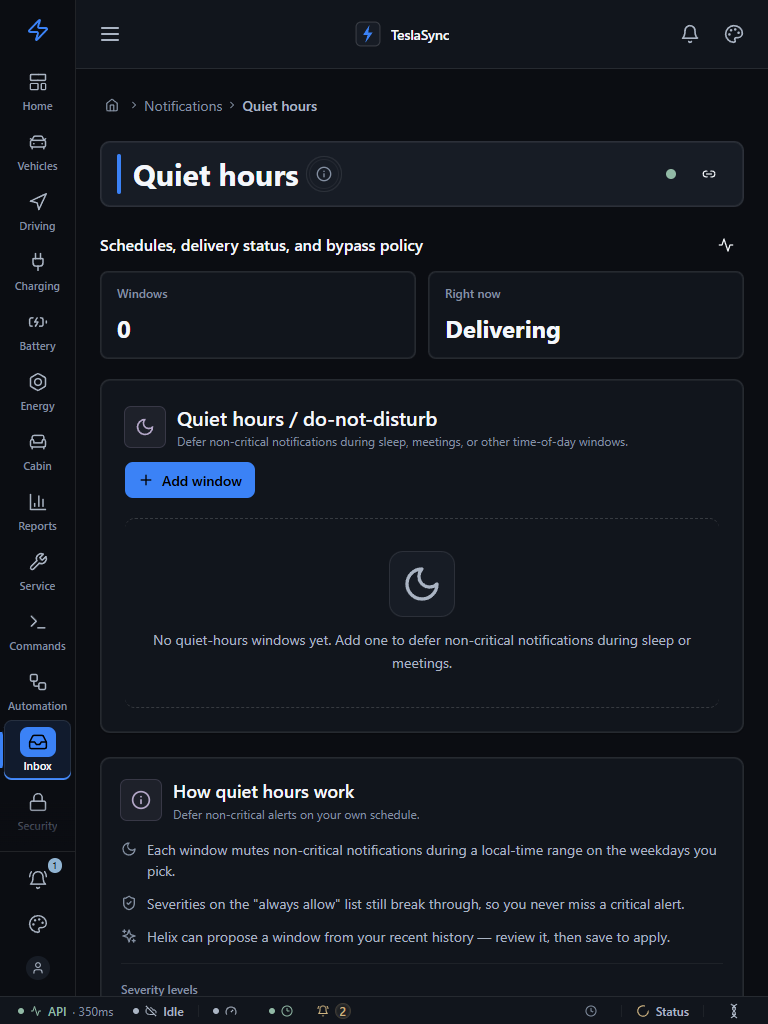 TeslaSync
Home
Vehicles
Driving
Charging
Battery
Energy
Cabin
Reports
Service
Commands
Automation
Inbox
Security
1
Notifications
Quiet hours
Quiet hours
Schedules, delivery status, and bypass policy
Windows
0
Right now
Delivering
Quiet hours / do-not-disturb
Defer non-critical notifications during sleep, meetings, or other time-of-day windows.
Add window
No quiet-hours windows yet. Add one to defer non-critical notifications during sleep or
meetings.
How quiet hours work
Defer non-critical alerts on your own schedule.
Each window mutes non-critical notifications during a local-time range on the weekdays you
pick.
Severities on the "always allow" list still break through, so you never miss a critical alert.
Helix can propose a window from your recent history — review it, then save to apply.
Severity levels
API · 350ms
Idle
2
Status